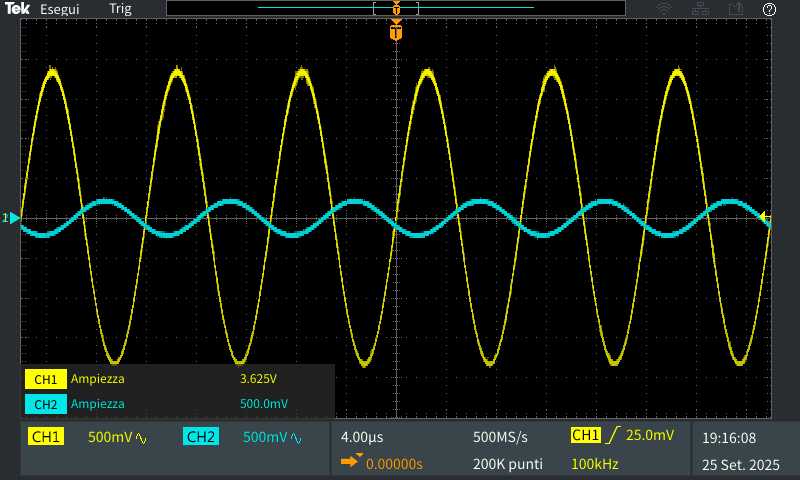 Tek Esegui Trig T ?
T
1
CH1 Ampiezza 3.625V
CH2 Ampiezza 500.0mV
CH1 500mV CH2 500mV 4.00µs 500MS/s CH1 25.0mV 19:16:08
0.00000s 200K punti 100kHz 25 Set. 2025